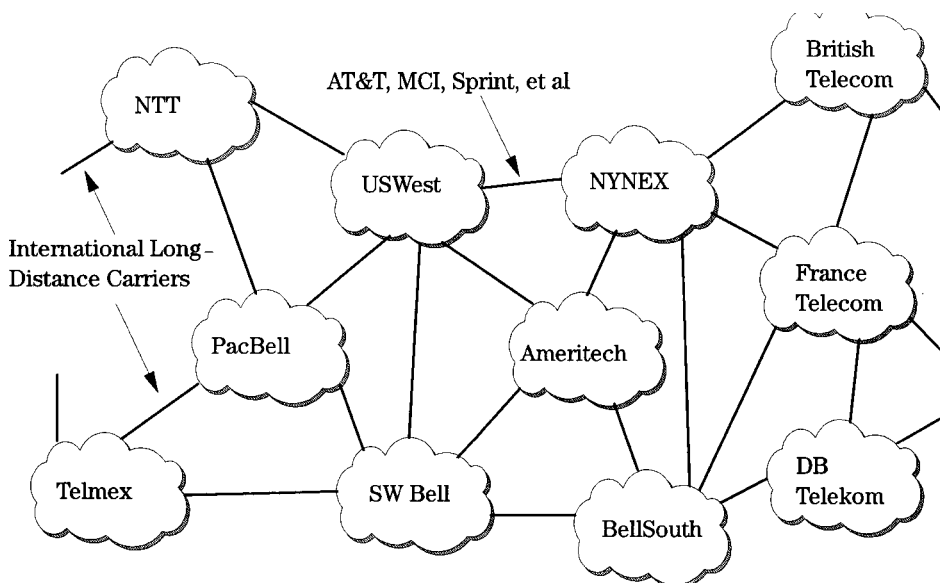 British
Telecom
AT&T, MCI, Sprint, et al
NTT
USWest
NYNEX
International Long-
Distance Carriers
France
Telecom
PacBell
Ameritech
Telmex
SW Bell
DB
Telekom
BellSouth